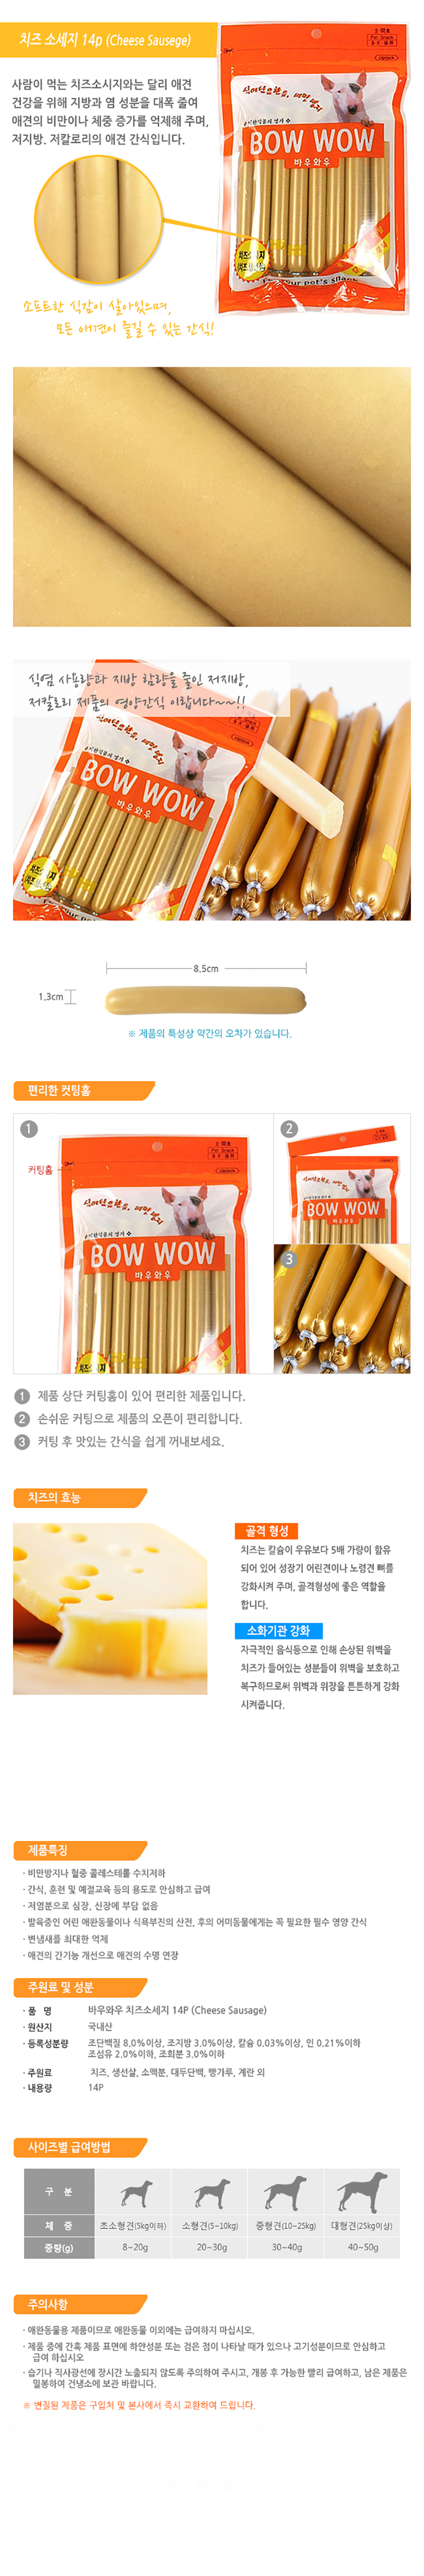 치즈 소세지 14p (Cheese Sausege)
사람이 먹는 치즈소시지와는 달리 애견
건강을 위해 지방과 염 성분을 대폭 줄여
애견의 비만이나 체중 증가를 억제해 주며,
저지방, 저칼로리의 애견 간식입니다.
Pet Snack
BOW WOW
바우와우
소프트한 식감이 살아있으며,
모든 애견이 즐길 수 있는 간식!
식염 사용량과 지방 함량을 줄인 저지방,
저칼로리 제품의 영양간식 이랍니다~~!!
BOW WOW
바우와우
8,5cm
1,3cm
※ 제품의 특성상 약간의 오차가 있습니다.
편리한 컷팅홈
1
2
3
커팅홈
Pet Snack
BOW WOW
바우와우
BOW WOW
바우와우
1 제품 상단 커팅홈이 있어 편리한 제품입니다.
2 손쉬운 커팅으로 제품의 오픈이 편리합니다.
3 커팅 후 맛있는 간식을 쉽게 꺼내보세요.
치즈의 효능
골격 형성
치즈는 칼슘이 우유보다 5배 가량이 함유
되어 있어 성장기 어린견이나 노령견 뼈를
강화시켜 주며, 골격형성에 좋은 역할을
합니다.
소화기관 강화
자극적인 음식등으로 인해 손상된 위벽을
치즈가 들어있는 성분들이 위벽을 보호하고
복구하므로써 위벽과 위장을 튼튼하게 강화
시켜줍니다.
제품특징
· 비만방지나 혈중 콜레스테롤 수치저하
· 간식, 훈련 및 예절교육 등의 용도로 안심하고 급여
· 저염분으로 심장, 신장에 부담 없음
· 발육중인 어린 애완동물이나 식욕부진의 산전, 후의 어미동물에게는 꼭 필요한 필수 영양 간식
· 변냄새를 최대한 억제
· 애견의 간기능 개선으로 애견의 수명 연장
주원료 및 성분
· 품 명 바우와우 치즈소세지 14P (Cheese Sausage)
· 원산지 국내산
· 등록성분량 조단백질 8,0%이상, 조지방 3,0%이상, 칼슘 0,03%이상, 인 0,21%이하
조섬유 2,0%이하, 조회분 3,0%이하
· 주원료 치즈, 생선살, 소맥분, 대두단백, 빵가루, 계란 외
· 내용량 14P
사이즈별 급여방법
구 분
체 중 초소형견(5kg이하) 소형견(5~10kg) 중형견(10~25kg) 대형견(25kg이상)
중량(g) 8~20g 20~30g 30~40g 40~50g
주의사항
· 애완동물용 제품이므로 애완동물 이외에는 급여하지 마십시오.
· 제품 중에 간혹 제품 표면에 하얀성분 또는 검은 점이 나타날 때가 있으나 고기성분이므로 안심하고
급여 하십시오
· 습기나 직사광선에 장시간 노출되지 않도록 주의하여 주시고, 개봉 후 가능한 빨리 급여하고, 남은 제품은
밀봉하여 건냉소에 보관 바랍니다.
※ 변질된 제품은 구입처 및 본사에서 즉시 교환하여 드립니다.